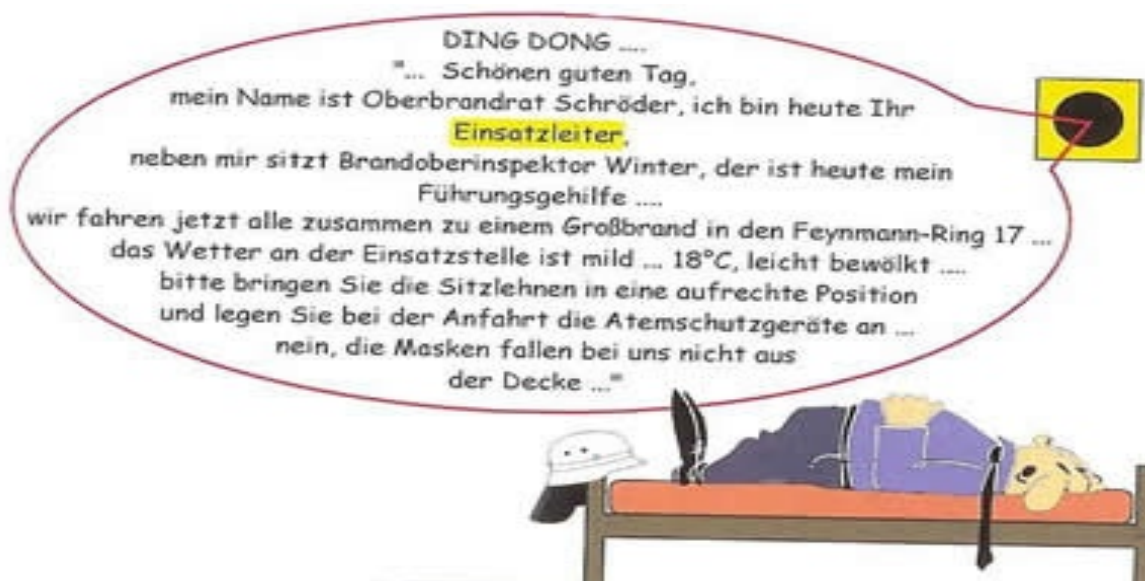 DING DONG ....
"... Schönen guten Tag,
mein Name ist Oberbrandrat Schröder, ich bin heute Ihr
Einsatzleiter,
neben mir sitzt Brandoberinspektor Winter, der ist heute mein
Führungsgehilfe ....
wir fahren jetzt alle zusammen zu einem Großbrand in den Feynmann-Ring 17 ...
das Wetter an der Einsatzstelle ist mild ... 18°C, leicht bewölkt ....
bitte bringen Sie die Sitzlehnen in eine aufrechte Position
und legen Sie bei der Anfahrt die Atemschutzgeräte an ...
nein, die Masken fallen bei uns nicht aus
der Decke ..."